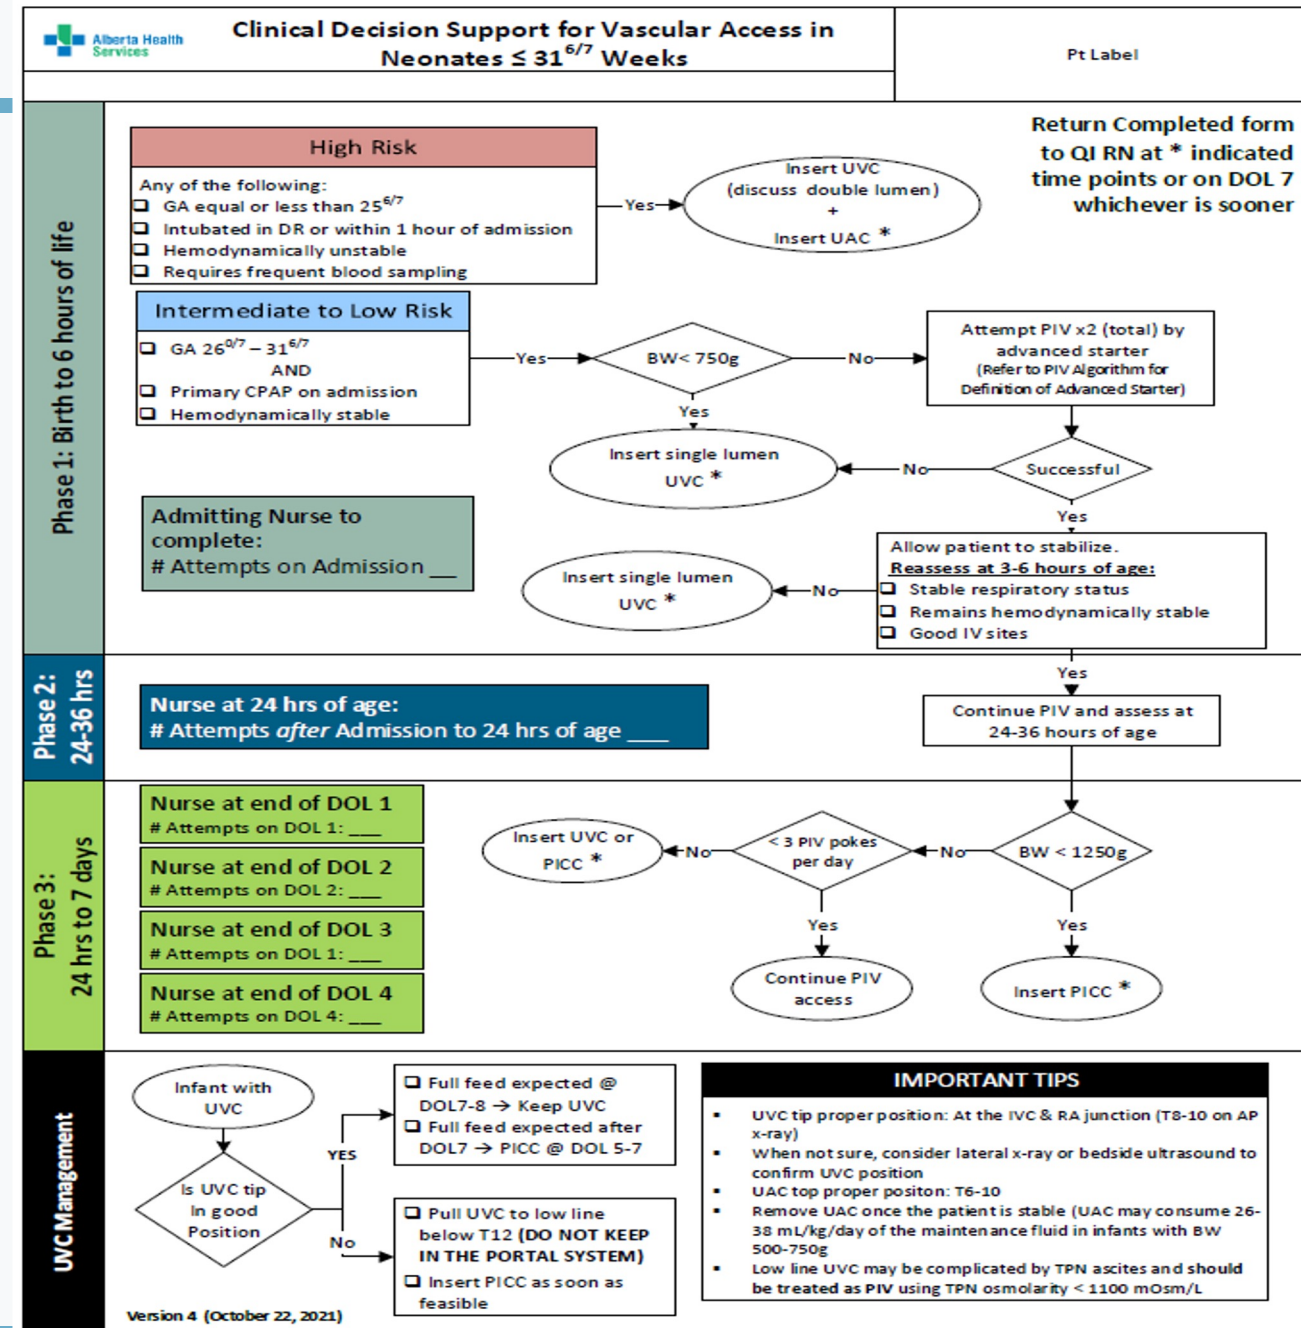 Alberta Health
Services
Clinical Decision Support for Vascular Access in
Neonates ≤ 31 6/7 Weeks
Pt Label
Phase 1: Birth to 6 hours of life
Return Completed form
to QI RN at * indicated
time points or on DOL 7
whichever is sooner
High Risk
Any of the following:
GA equal or less than 25 6/7
Intubated in DR or within 1 hour of admission
Hemodynamically unstable
Requires frequent blood sampling
Yes
Insert UVC
(discuss double lumen)
+
Insert UAC *
Intermediate to Low Risk
GA 26 0/7 – 31 6/7
AND
Primary CPAP on admission
Hemodynamically stable
Yes
BW< 750g
No
Attempt PIV x2 (total) by
advanced starter
(Refer to PIV Algorithm for
Definition of Advanced Starter)
Yes
Insert single lumen
UVC *
No
Successful
Yes
Admitting Nurse to
complete:
# Attempts on Admission __
Insert single lumen
UVC *
No
Allow patient to stabilize.
Reassess at 3-6 hours of age:
Stable respiratory status
Remains hemodynamically stable
Good IV sites
Yes
Phase 2:
24-36 hrs
Nurse at 24 hrs of age:
# Attempts after Admission to 24 hrs of age ___
Continue PIV and assess at
24-36 hours of age
Phase 3:
24 hrs to 7 days
Nurse at end of DOL 1
# Attempts on DOL 1: ___
Nurse at end of DOL 2
# Attempts on DOL 2: ___
Nurse at end of DOL 3
# Attempts on DOL 1: ___
Nurse at end of DOL 4
# Attempts on DOL 4: ___
Insert UVC or
PICC *
No
< 3 PIV pokes
per day
No
BW < 1250g
Yes
Yes
Continue PIV
access
Insert PICC *
UVC Management
Infant with
UVC
Is UVC tip
In good
Position
YES
No
Full feed expected @
DOL7-8 → Keep UVC
Full feed expected after
DOL7 → PICC @ DOL 5-7
Pull UVC to low line
below T12 (DO NOT KEEP
IN THE PORTAL SYSTEM)
Insert PICC as soon as
feasible
IMPORTANT TIPS
UVC tip proper position: At the IVC & RA junction (T8-10 on AP
x-ray)
When not sure, consider lateral x-ray or bedside ultrasound to
confirm UVC position
UAC top proper positon: T6-10
Remove UAC once the patient is stable (UAC may consume 26-
38 mL/kg/day of the maintenance fluid in infants with BW
500-750g
Low line UVC may be complicated by TPN ascites and should
be treated as PIV using TPN osmolarity < 1100 mOsm/L
Version 4 (October 22, 2021)